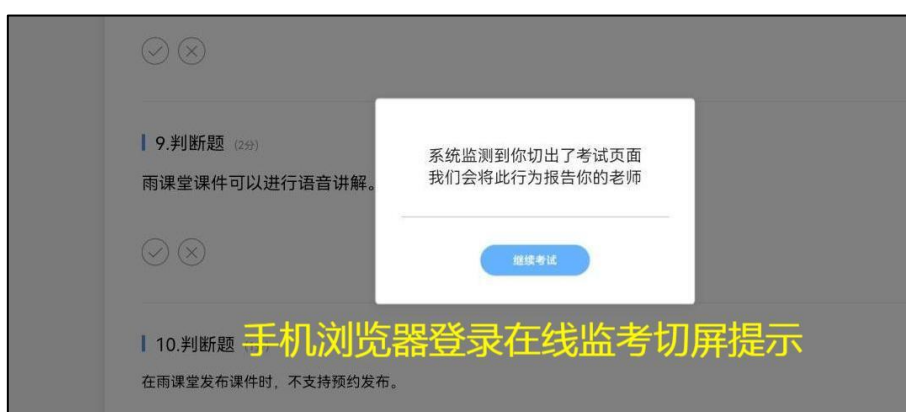 9.判断题 (2分)
雨课堂课件可以进行语音讲解。
系统监测到你切出了考试页面
我们会将此行为报告你的老师
继续考试
10.判断题
手机浏览器登录在线监考切屏提示
在雨课堂发布课件时，不支持预约发布。